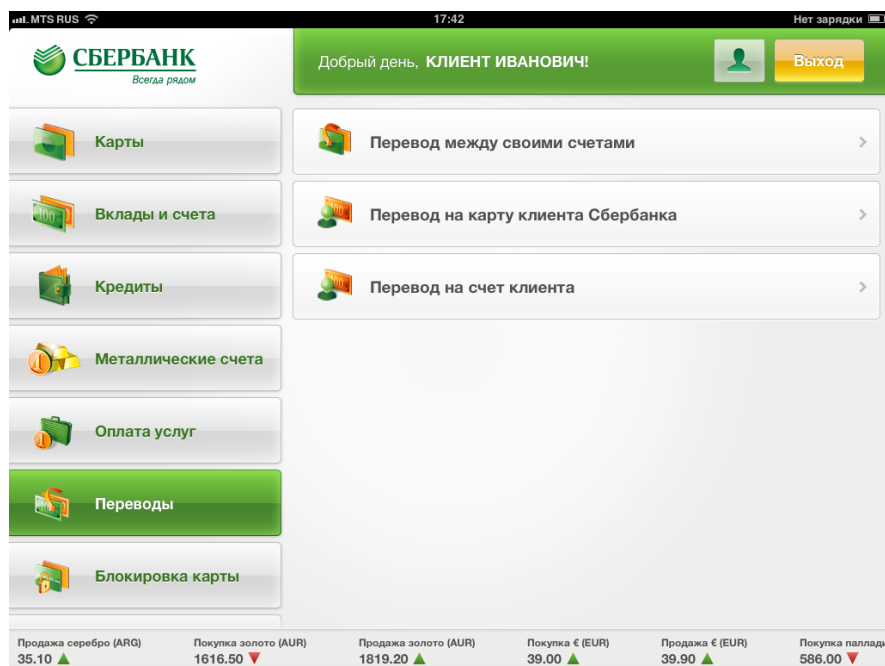 MTS RUS 17:42 Нет зарядки
СБЕРБАНК
Всегда рядом
Добрый день, КЛИЕНТ ИВАНОВИЧ!
Выход
Карты
Вклады и счета
Кредиты
Металлические счета
Оплата услуг
Переводы
Блокировка карты
Перевод между своими счетами
Перевод на карту клиента Сбербанка
Перевод на счет клиента
Продажа серебро (ARG) Покупка золото (AUR) Продажа золото (AUR) Покупка € (EUR) Продажа € (EUR) Покупка паллади
35.10 ▲ 1616.50 ▼ 1819.20 ▲ 39.00 ▲ 39.90 ▲ 586.00 ▼